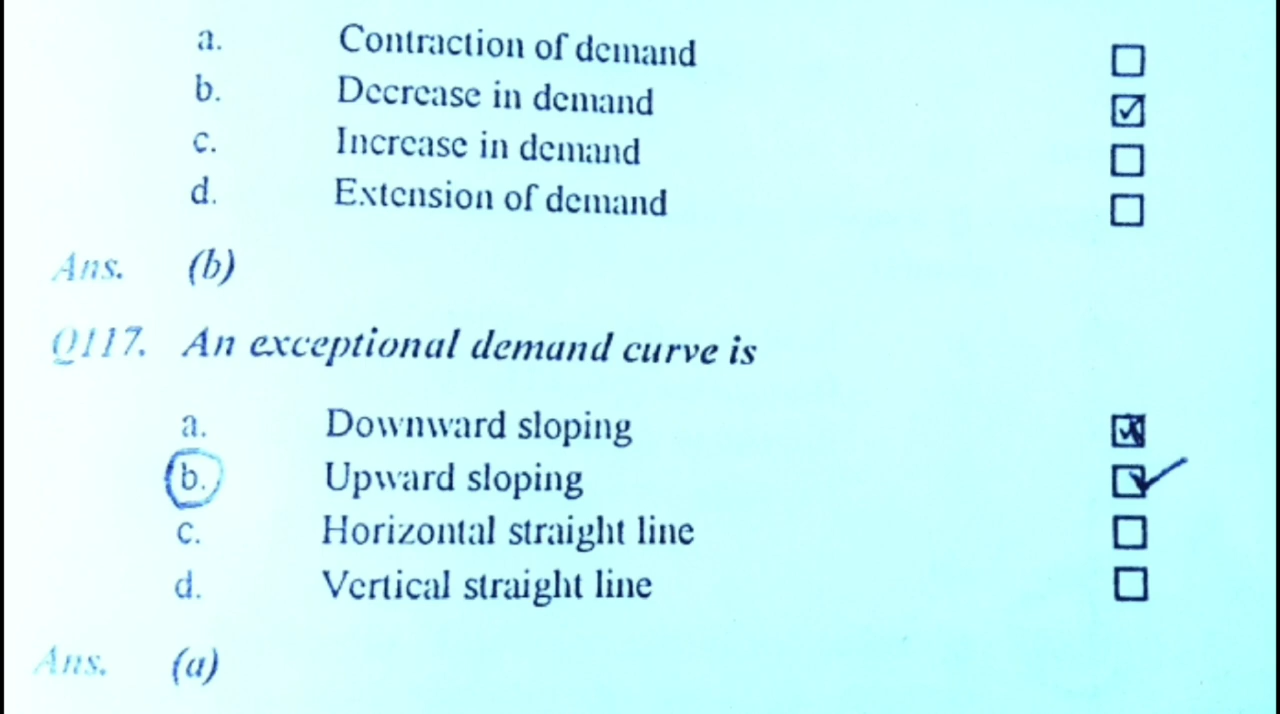 a. Contraction of demand ☐
b. Decrease in demand ☑
c. Increase in demand ☐
d. Extension of demand ☐
Ans. (b)
Q117. An exceptional demand curve is
a. Downward sloping ☑
b. Upward sloping ☐
c. Horizontal straight line ☐
d. Vertical straight line ☐
Ans. (a)